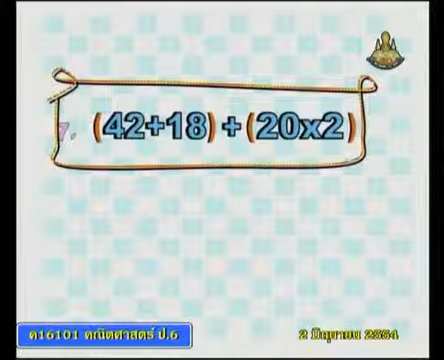 7. (42+18) + (20x2)
ค16101 คณิตศาสตร์ ป.6
2 มิถุนายน 2554